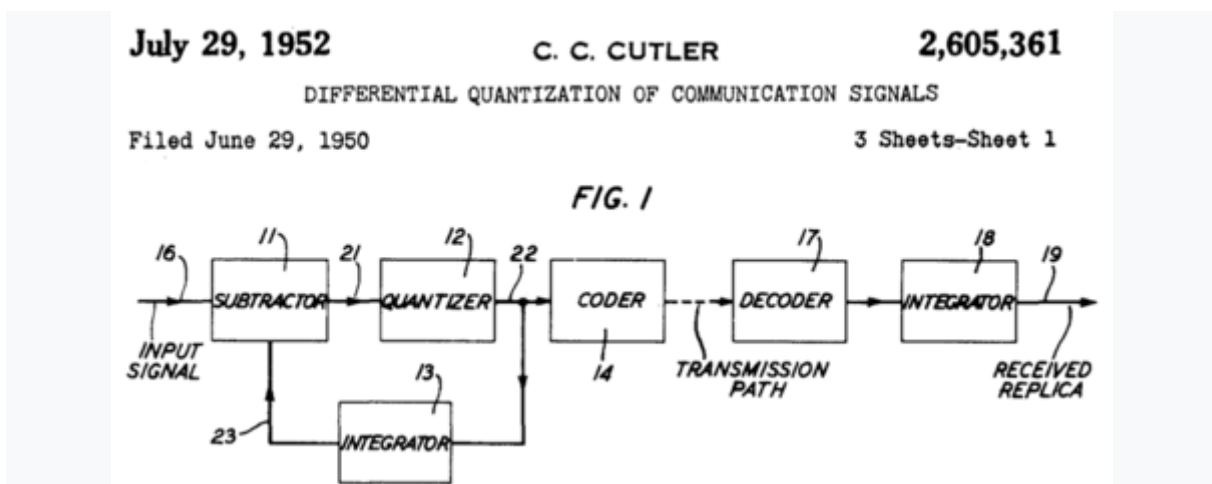 July 29, 1952 C. C. CUTLER 2,605,361
DIFFERENTIAL QUANTIZATION OF COMMUNICATION SIGNALS
Filed June 29, 1950 3 Sheets-Sheet 1
FIG. 1
16 11 21 12 22 17 18 19
SUBTRACTOR QUANTIZER CODER DECODER INTEGRATOR
INPUT SIGNAL
14
TRANSMISSION PATH
RECEIVED REPLICA
13
23
INTEGRATOR